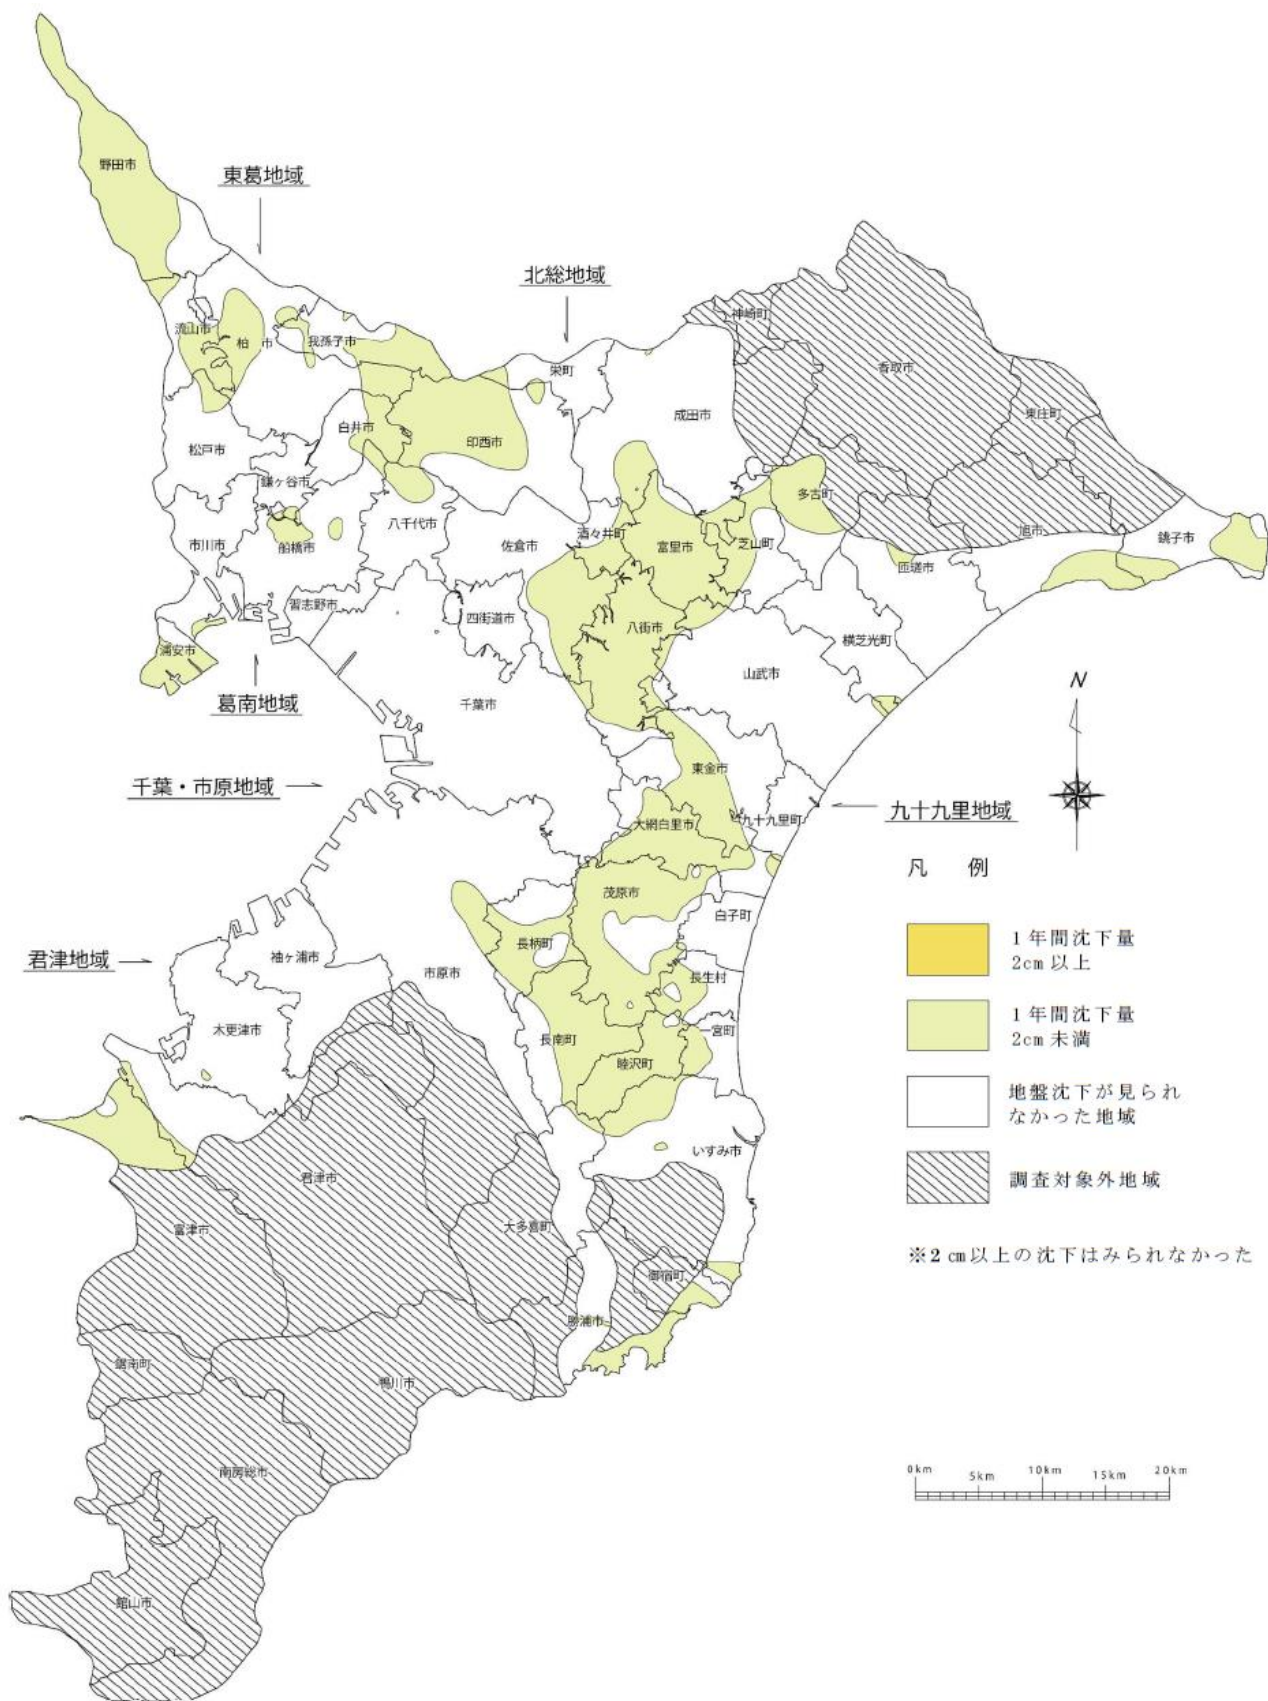 野田市
東葛地域
北総地域
神崎町
流山市
柏市
我孫子市
栄町
香取市
成田市
東庄町
松戸市
白井市
印西市
鎌ヶ谷市
多古町
市川市
船橋市
八千代市
佐倉市
酒々井町
富里市
芝山町
旭市
銚子市
匝瑳市
習志野市
四街道市
八街市
横芝光町
浦安市
山武市
葛南地域
千葉市
N
東金市
千葉・市原地域
九十九里地域
大網白里市
九十九里町
凡 例
茂原市
白子町
1年間沈下量
2cm以上
長柄町
君津地域
袖ヶ浦市
市原市
長生村
1年間沈下量
2cm未満
木更津市
長南町
一宮町
睦沢町
地盤沈下が見られ
なかった地域
いすみ市
君津市
調査対象外地域
富津市
大多喜町
※2㎝以上の沈下はみられなかった
御宿町
勝浦市
鋸南町
鴨川市
南房総市
0km 5km 10km 15km 20km
館山市